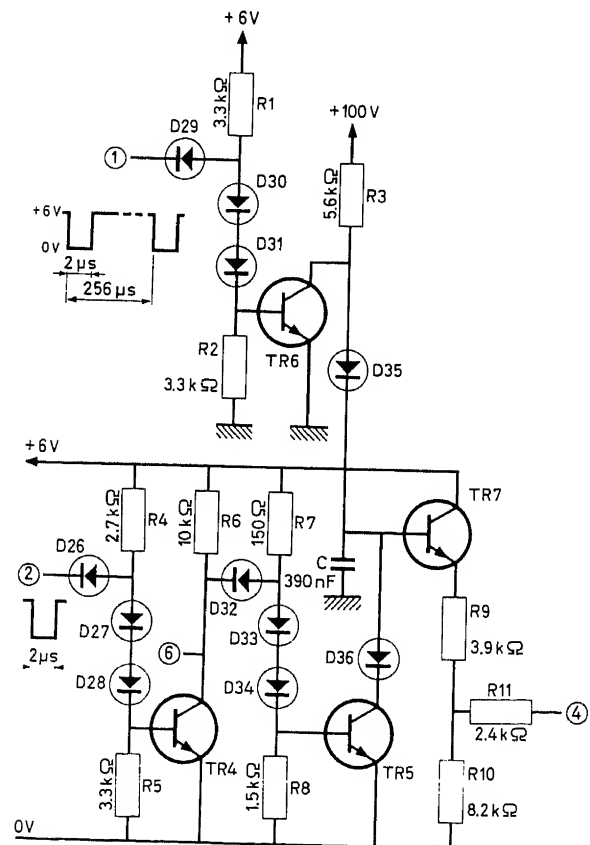 +6V
3.3kΩ
R1
+100V
D29
1
5.6kΩ
R3
D30
+6V
0V
2µs
256µs
D31
R2
3.3kΩ
TR6
D35
+6V
2.7kΩ
R4
10kΩ
R6
150Ω
R7
TR7
D26
2
C
390nF
D32
2µs
D27
D33
D36
R9
3.9kΩ
6
D28
D34
R11
4
2.4kΩ
3.3kΩ
R5
TR4
1.5kΩ
R8
TR5
R10
8.2kΩ
0V